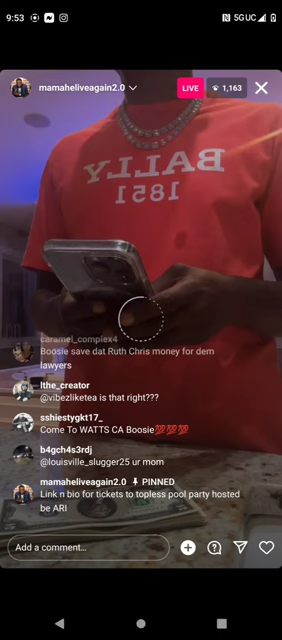 9:53
5GUC
mamaheliveagain2.0
LIVE
1,163
BALLY
1851
caramel_complex4
Boosie save dat Ruth Chris money for dem
lawyers
lthe_creator
@vibezliketea is that right???
sshiestygkt17_
Come To WATTS CA Boosie💯💯💯
b4gch4s3rdj
@louisville_slugger25 ur mom
mamaheliveagain2.0 📌 PINNED
Link n bio for tickets to topless pool party hosted
be ARI
Add a comment...